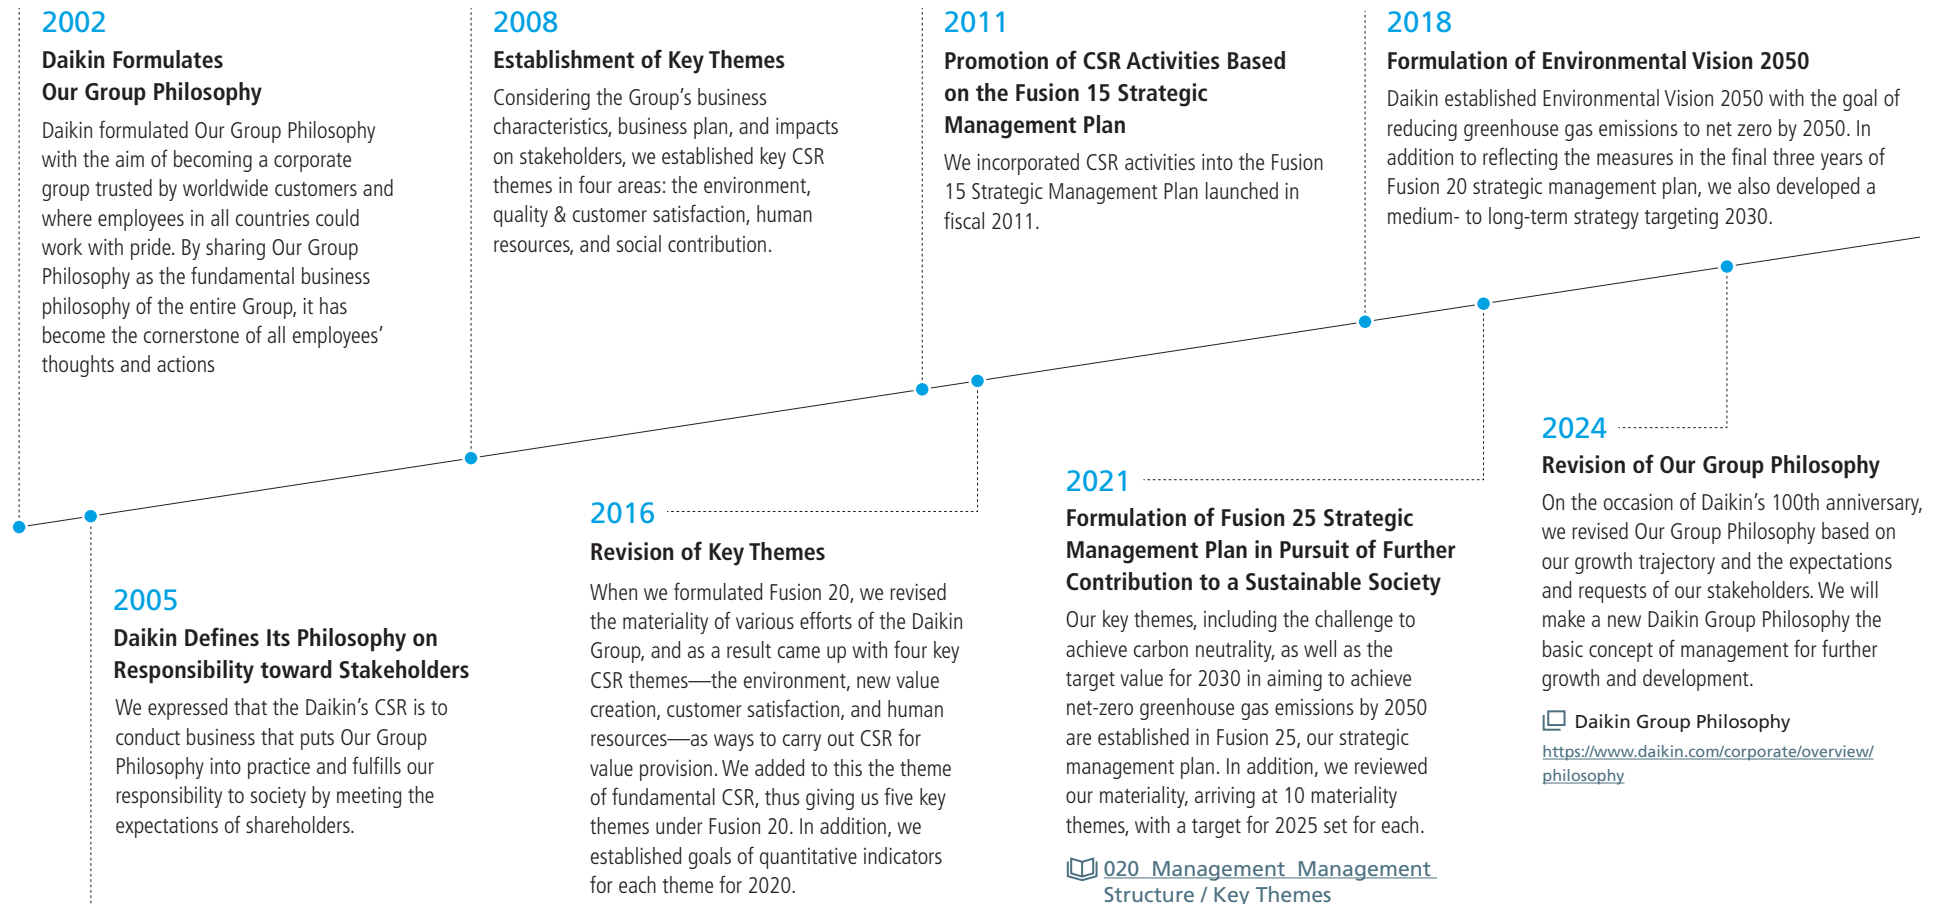 2002
Daikin Formulates
Our Group Philosophy
Daikin formulated Our Group Philosophy
with the aim of becoming a corporate
group trusted by worldwide customers and
where employees in all countries could
work with pride. By sharing Our Group
Philosophy as the fundamental business
philosophy of the entire Group, it has
become the cornerstone of all employees’
thoughts and actions
2008
Establishment of Key Themes
Considering the Group’s business
characteristics, business plan, and impacts
on stakeholders, we established key CSR
themes in four areas: the environment,
quality & customer satisfaction, human
resources, and social contribution.
2011
Promotion of CSR Activities Based
on the Fusion 15 Strategic
Management Plan
We incorporated CSR activities into the Fusion
15 Strategic Management Plan launched in
fiscal 2011.
2018
Formulation of Environmental Vision 2050
Daikin established Environmental Vision 2050 with the goal of
reducing greenhouse gas emissions to net zero by 2050. In
addition to reflecting the measures in the final three years of
Fusion 20 strategic management plan, we also developed a
medium- to long-term strategy targeting 2030.
2005
Daikin Defines Its Philosophy on
Responsibility toward Stakeholders
We expressed that the Daikin’s CSR is to
conduct business that puts Our Group
Philosophy into practice and fulfills our
responsibility to society by meeting the
expectations of shareholders.
2016
Revision of Key Themes
When we formulated Fusion 20, we revised
the materiality of various efforts of the Daikin
Group, and as a result came up with four key
CSR themes—the environment, new value
creation, customer satisfaction, and human
resources—as ways to carry out CSR for
value provision. We added to this the theme
of fundamental CSR, thus giving us five key
themes under Fusion 20. In addition, we
established goals of quantitative indicators
for each theme for 2020.
2021
Formulation of Fusion 25 Strategic
Management Plan in Pursuit of Further
Contribution to a Sustainable Society
Our key themes, including the challenge to
achieve carbon neutrality, as well as the
target value for 2030 in aiming to achieve
net-zero greenhouse gas emissions by 2050
are established in Fusion 25, our strategic
management plan. In addition, we reviewed
our materiality, arriving at 10 materiality
themes, with a target for 2025 set for each.
020 Management Management
Structure / Key Themes
2024
Revision of Our Group Philosophy
On the occasion of Daikin’s 100th anniversary,
we revised Our Group Philosophy based on
our growth trajectory and the expectations
and requests of our stakeholders. We will
make a new Daikin Group Philosophy the
basic concept of management for further
growth and development.
Daikin Group Philosophy
https://www.daikin.com/corporate/overview/
philosophy